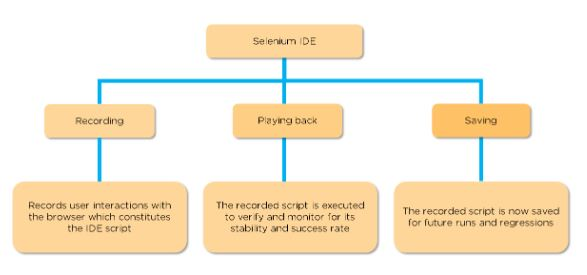 Selenium IDE
Recording
Playing back
Saving
Records user interactions with
the browser which constitutes
the IDE script
The recorded script is executed
to verify and monitor for its
stability and success rate
The recorded script is now saved
for future runs and regressions